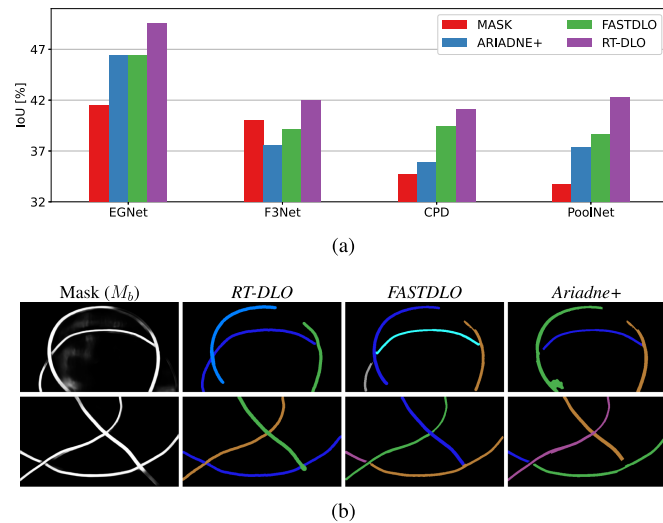 MASK
ARIADNE+
FASTDLO
RT-DLO
IoU [%]
47
42
37
32
EGNet
F3Net
CPD
PoolNet
(a)
Mask (M_b) RT-DLO FASTDLO Ariadne+
(b)